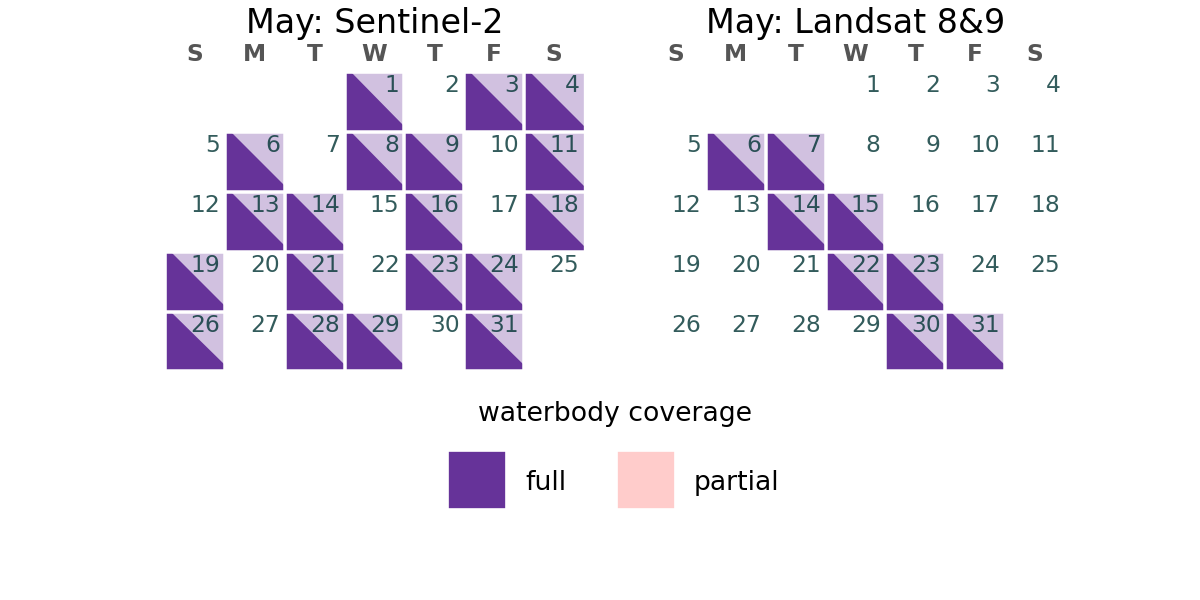 May: Sentinel-2
S M T W T F S
1 2 3 4
5 6 7 8 9 10 11
12 13 14 15 16 17 18
19 20 21 22 23 24 25
26 27 28 29 30 31
May: Landsat 8&9
S M T W T F S
1 2 3 4
5 6 7 8 9 10 11
12 13 14 15 16 17 18
19 20 21 22 23 24 25
26 27 28 29 30 31
waterbody coverage
full partial